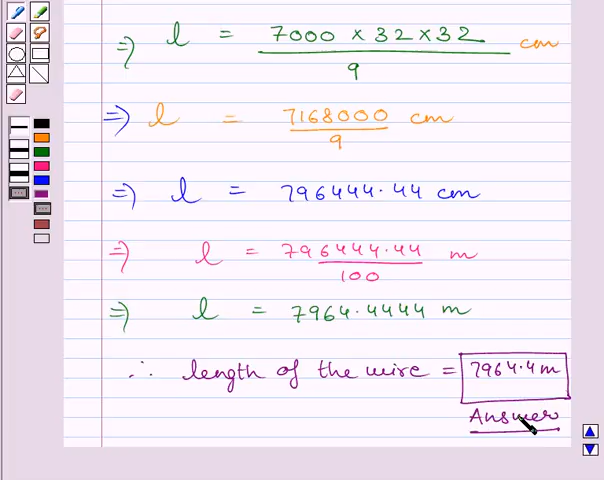 ⇒ l = 7000 × 32 × 32 / 9 cm
⇒ l = 7168000 / 9 cm
⇒ l = 796444.44 cm
⇒ l = 796444.44 / 100 m
⇒ l = 7964.4444 m
∴ length of the wire = 7964.4 m
Answer